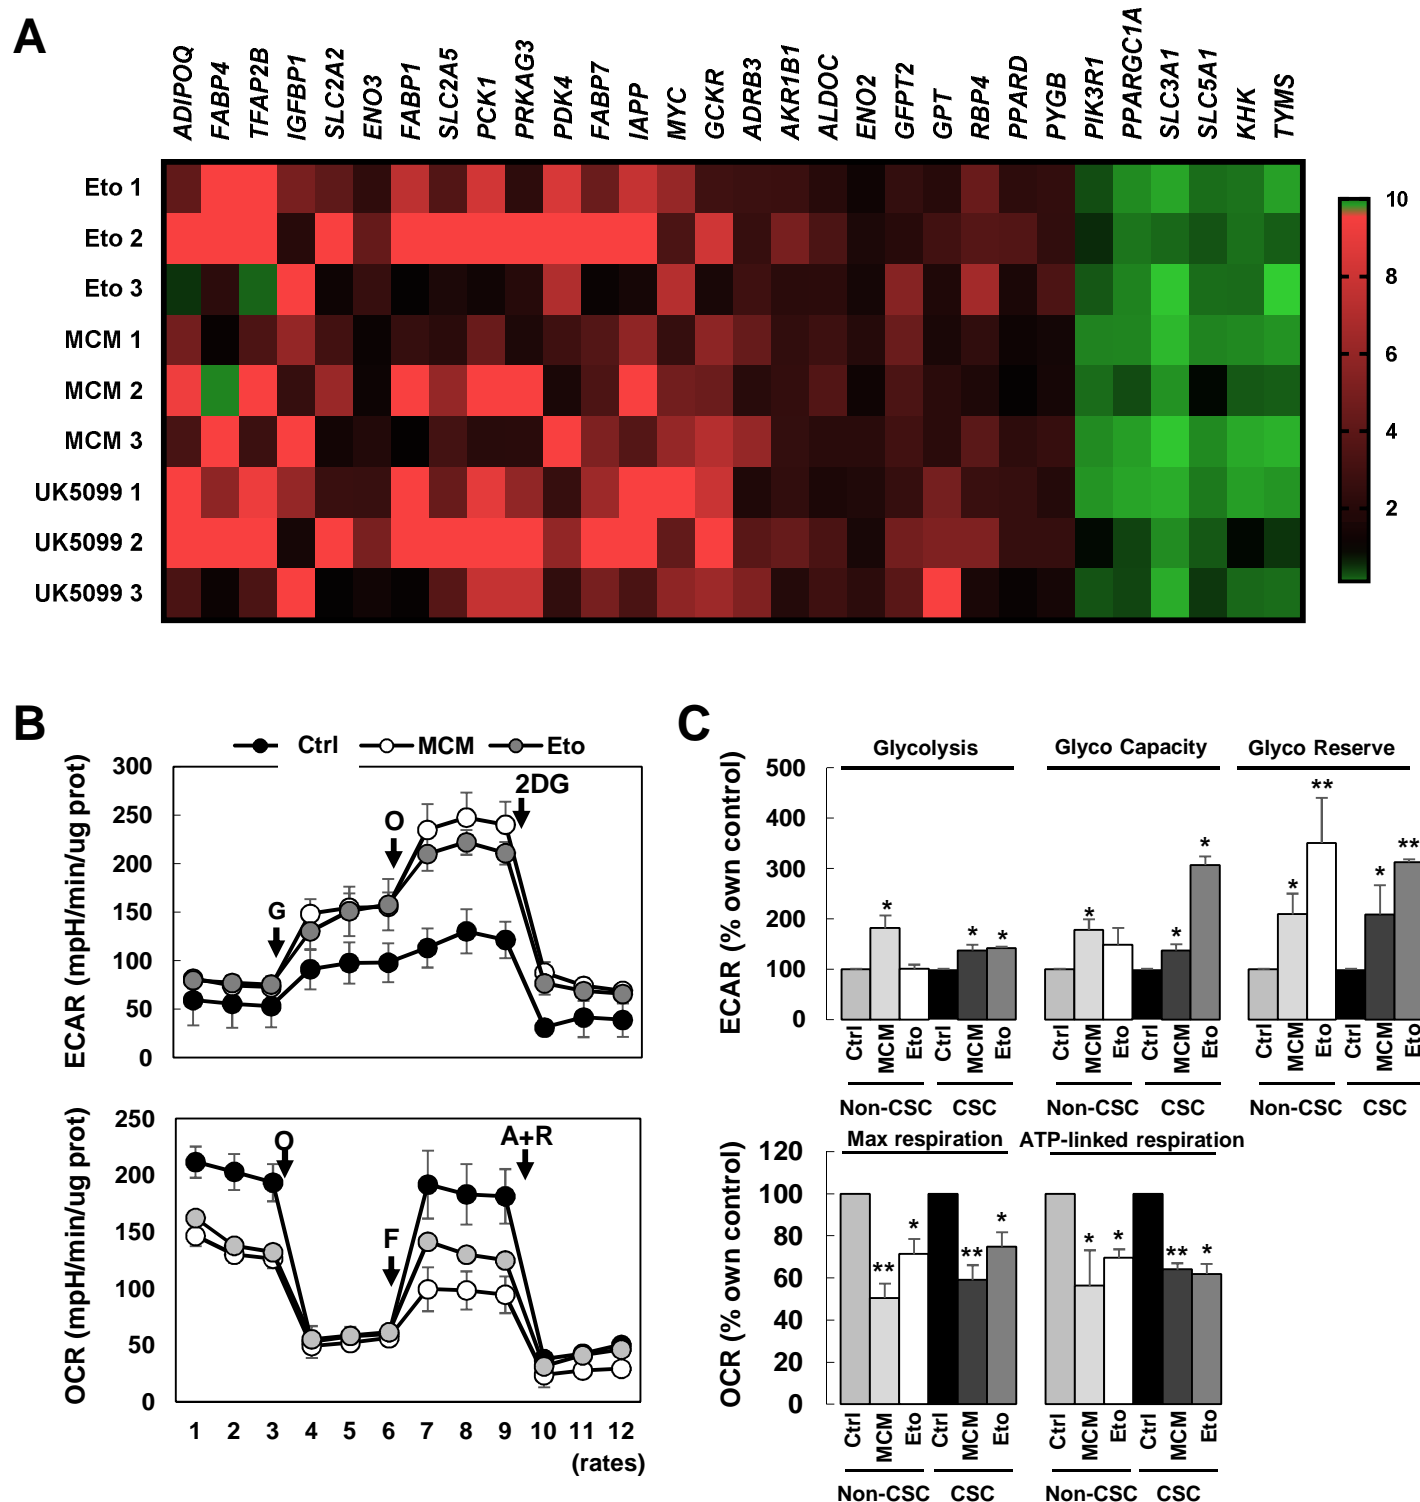 A
ADIPOQ FABP4 TFAP2B IGFBP1 SLC2A2 ENO3 FABP1 SLC2A5 PCK1 PRKAG3 PDK4 FABP7 IAPP MYC GCKR ADRB3 AKR1B1 ALDOC ENO2 GFPT2 GPT RBP4 PPARD PYGB PIK3R1 PPARGC1A SLC3A1 SLC5A1 KHK TYMS
Eto 1
Eto 2
Eto 3
MCM 1
MCM 2
MCM 3
UK5099 1
UK5099 2
UK5099 3
10
8
6
4
2
B
Ctrl MCM Eto
ECAR (mpH/min/ug prot)
300
250
200
150
100
50
0
G
O
2DG
OCR (mpH/min/ug prot)
250
200
150
100
50
0
O
F
A+R
1 2 3 4 5 6 7 8 9 10 11 12
(rates)
C
Glycolysis Glyco Capacity Glyco Reserve
ECAR (% own control)
500
400
300
200
100
0
* * * * * * * ** * **
Ctrl MCM Eto Ctrl MCM Eto Ctrl MCM Eto Ctrl MCM Eto Ctrl MCM Eto Ctrl MCM Eto
Non-CSC CSC Non-CSC CSC Non-CSC CSC
Max respiration ATP-linked respiration
OCR (% own control)
120
100
80
60
40
20
0
** * ** * * * ** *
Ctrl MCM Eto Ctrl MCM Eto Ctrl MCM Eto Ctrl MCM Eto
Non-CSC CSC Non-CSC CSC